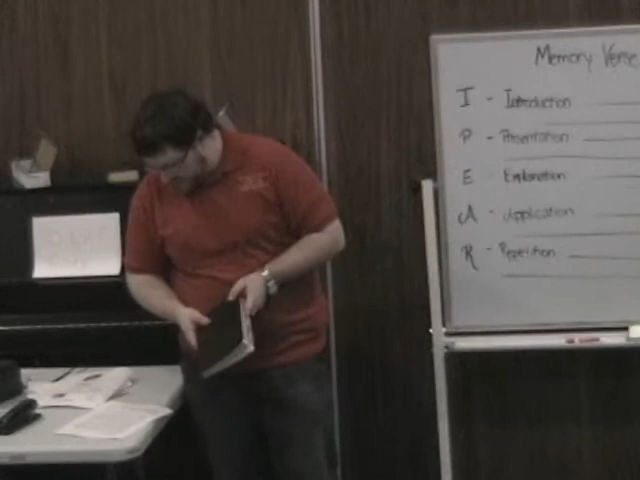 Memory Verse
I - Introduction
P - Presentation
E - Explanation
A - Application
R - Repetition